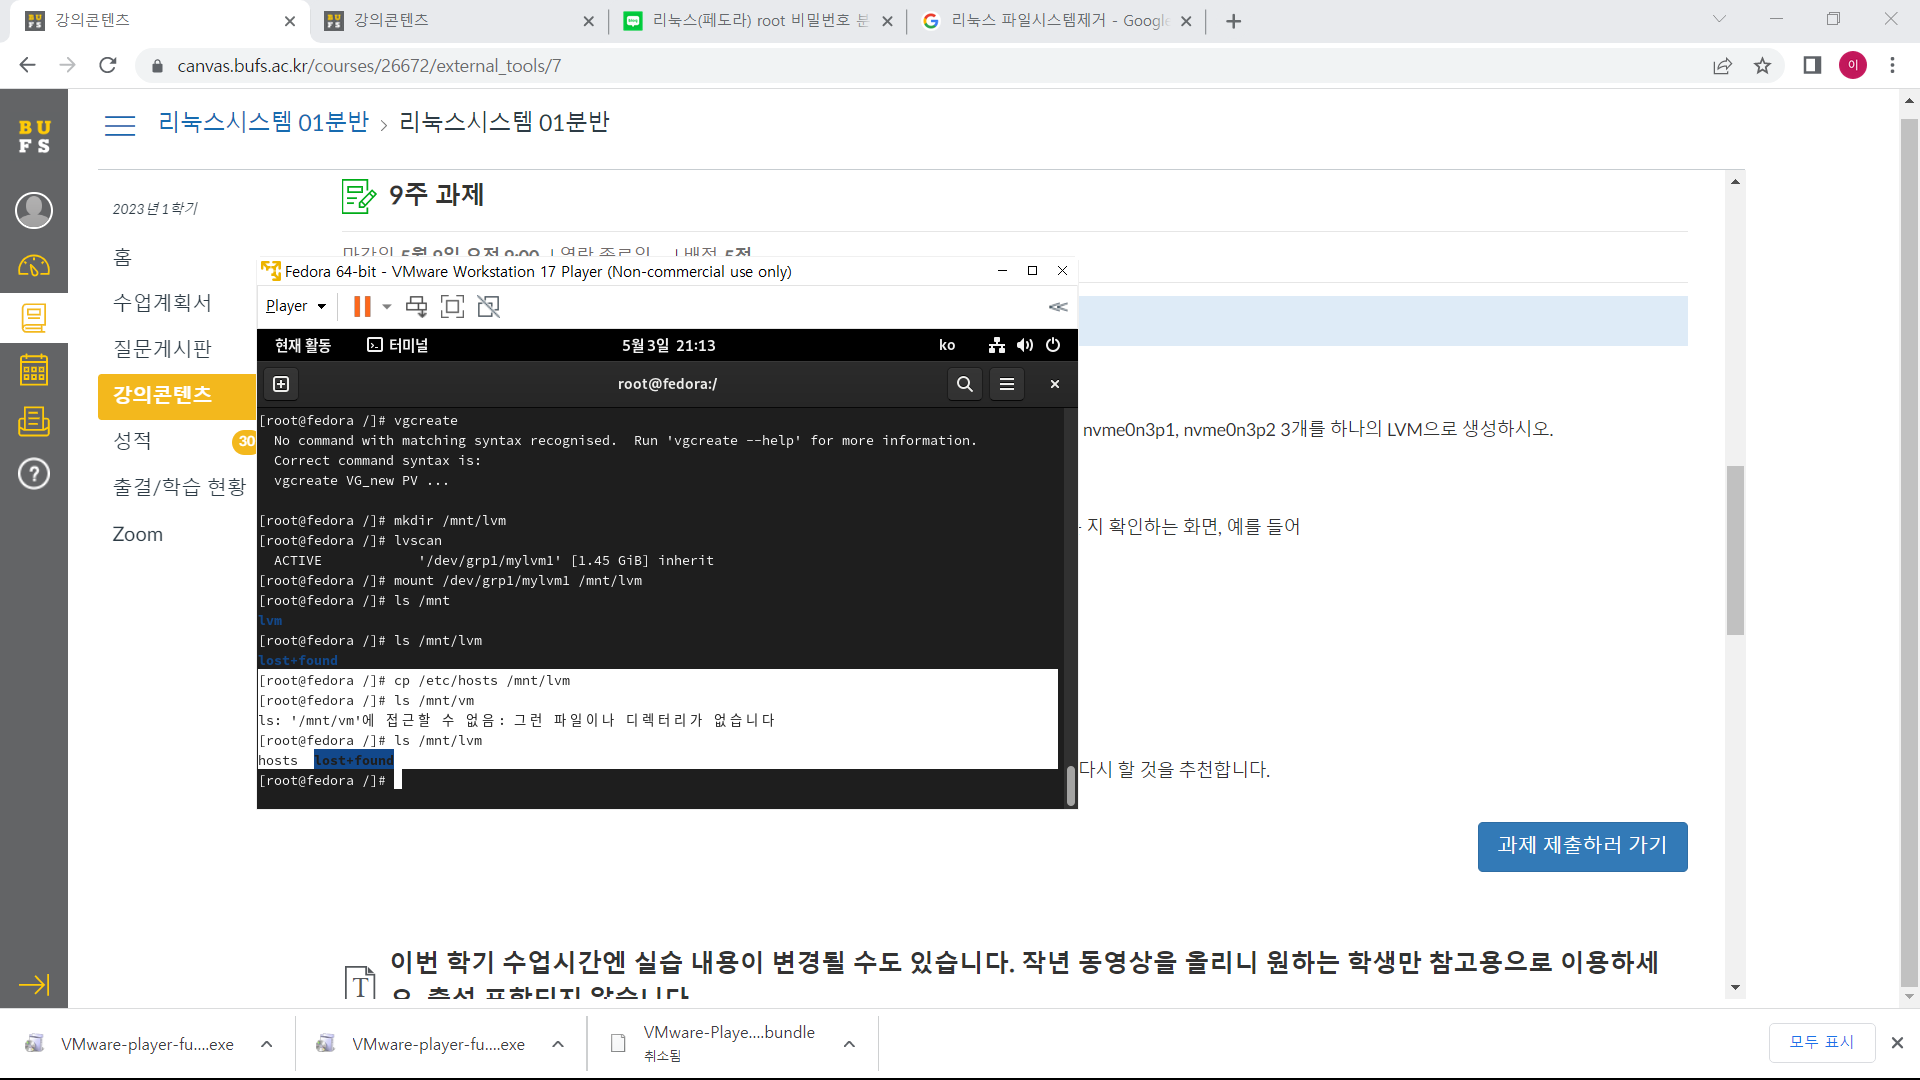 강의콘텐츠
강의콘텐츠
리눅스(페도라) root 비밀번호 분
리눅스 파일시스템제거 - Google
canvas.bufs.ac.kr/courses/26672/external_tools/7
이
BU
FS
리눅스시스템 01분반 > 리눅스시스템 01분반
2023년 1학기
홈
수업계획서
질문게시판
강의콘텐츠
성적
30
출결/학습 현황
Zoom
9주 과제
마감일 5월 9일 오전 9:00 | 열람 종료일 | 배점 5점
nvme0n3p1, nvme0n3p2 3개를 하나의 LVM으로 생성하시오.
지 확인하는 화면, 예를 들어
다시 할 것을 추천합니다.
과제 제출하러 가기
이번 학기 수업시간엔 실습 내용이 변경될 수도 있습니다. 작년 동영상을 올리니 원하는 학생만 참고용으로 이용하세
요. 출석 포함되지 않습니다
Fedora 64-bit - VMware Workstation 17 Player (Non-commercial use only)
Player
현재 활동
터미널
5월 3일 21:13
ko
root@fedora:/
[root@fedora /]# vgcreate
No command with matching syntax recognised.  Run 'vgcreate --help' for more information.
Correct command syntax is:
vgcreate VG_new PV ...
[root@fedora /]# mkdir /mnt/lvm
[root@fedora /]# lvscan
ACTIVE            '/dev/grp1/mylvm1' [1.45 GiB] inherit
[root@fedora /]# mount /dev/grp1/mylvm1 /mnt/lvm
[root@fedora /]# ls /mnt
lvm
[root@fedora /]# ls /mnt/lvm
lost+found
[root@fedora /]# cp /etc/hosts /mnt/lvm
[root@fedora /]# ls /mnt/vm
ls: '/mnt/vm'에 접근할 수 없음: 그런 파일이나 디렉터리가 없습니다
[root@fedora /]# ls /mnt/lvm
hosts  lost+found
[root@fedora /]#
VMware-player-fu....exe
VMware-player-fu....exe
VMware-Playe....bundle
취소됨
모두 표시